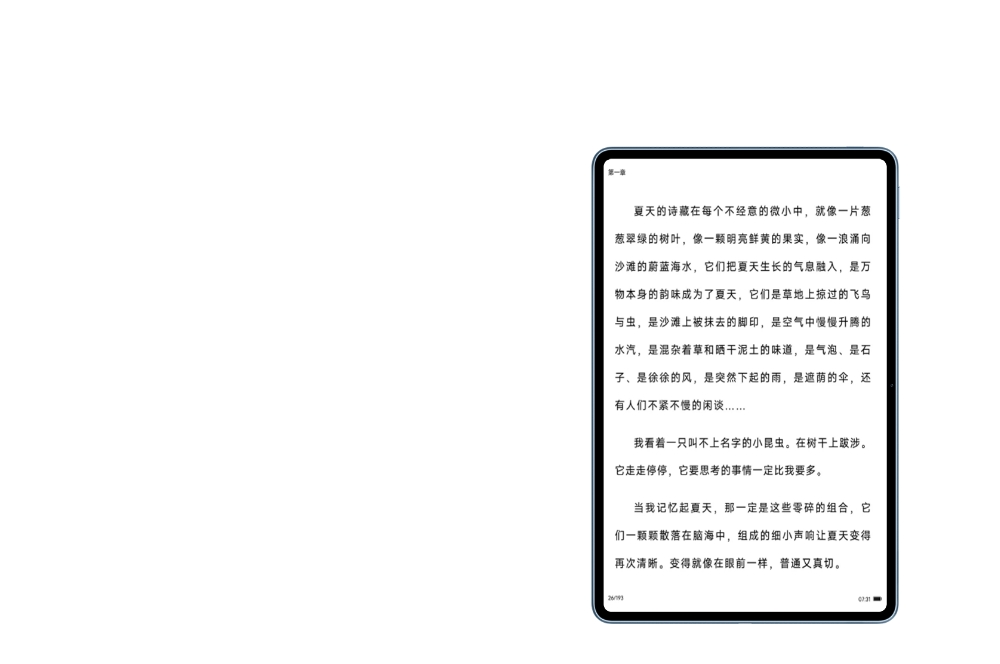 第一章
夏天的诗藏在每个不经意的微小中，就像一片葱
葱翠绿的树叶，像一颗明亮鲜黄的果实，像一浪涌向
沙滩的蔚蓝海水，它们把夏天生长的气息融入，是万
物本身的韵味成为了夏天，它们是草地上掠过的飞鸟
与虫，是沙滩上被抹去的脚印，是空气中慢慢升腾的
水汽，是混杂着草和晒干泥土的味道，是气泡、是石
子、是徐徐的风，是突然下起的雨，是遮荫的伞，还
有人们不紧不慢的闲谈……
我看着一只叫不上名字的小昆虫。在树干上跋涉。
它走走停停，它要思考的事情一定比我要多。
当我记忆起夏天，那一定是这些零碎的组合，它
们一颗颗散落在脑海中，组成的细小声响让夏天变得
再次清晰。变得就像在眼前一样，普通又真切。
26/193
07:31